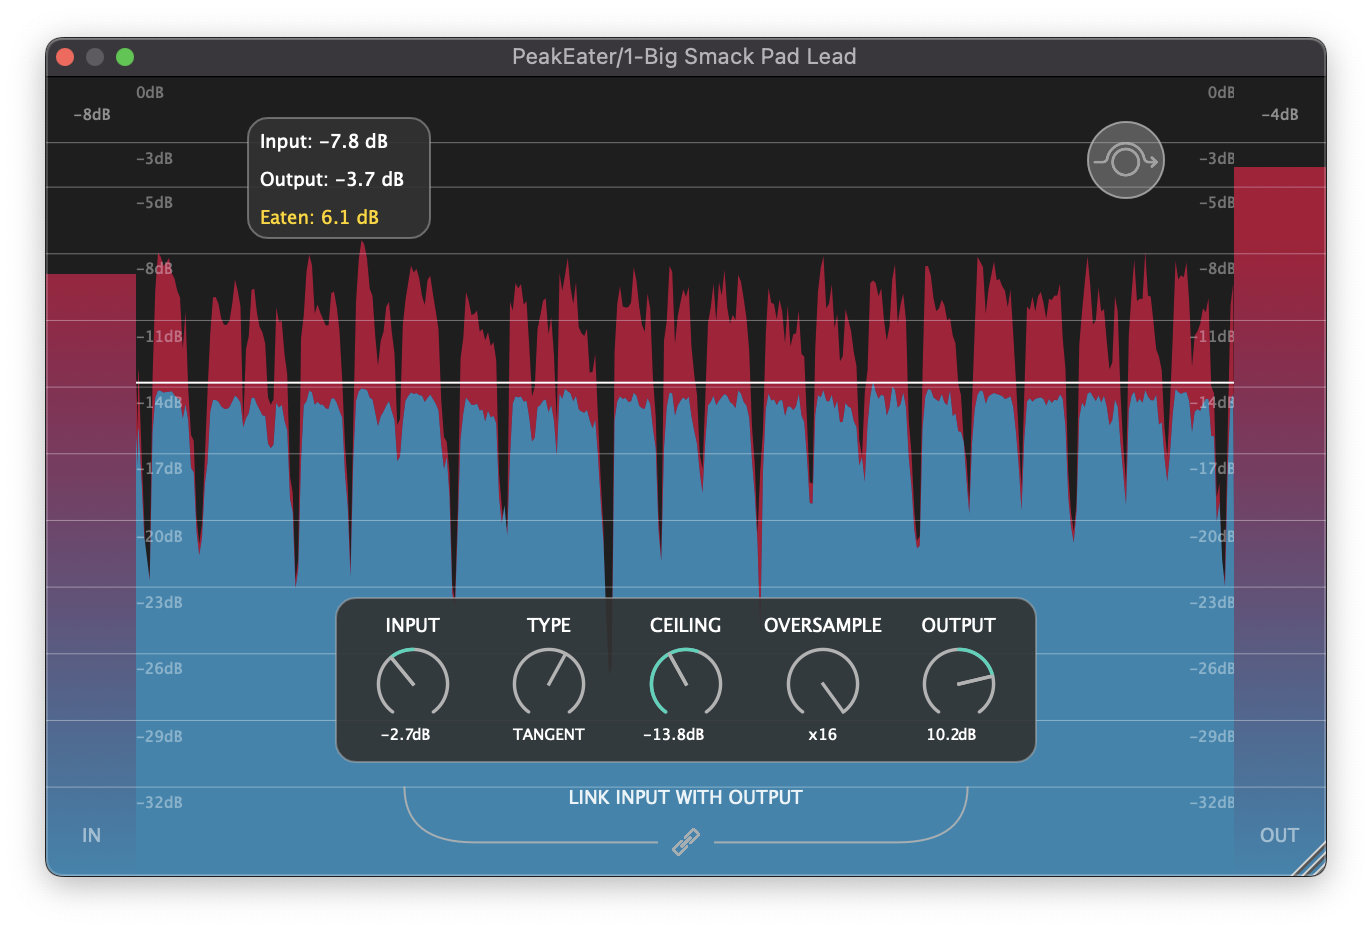 PeakEater/1-Big Smack Pad Lead
0dB
0dB
-8dB
-4dB
Input: -7.8 dB
-3dB
-3dB
Output: -3.7 dB
-5dB
-5dB
Eaten: 6.1 dB
-8dB
-8dB
-11dB
-11dB
-14dB
-14dB
-17dB
-17dB
-20dB
-20dB
-23dB
-23dB
INPUT TYPE CEILING OVERSAMPLE OUTPUT
-26dB
-26dB
-2.7dB TANGENT -13.8dB x16 10.2dB
-29dB
-29dB
LINK INPUT WITH OUTPUT
-32dB
-32dB
IN
OUT